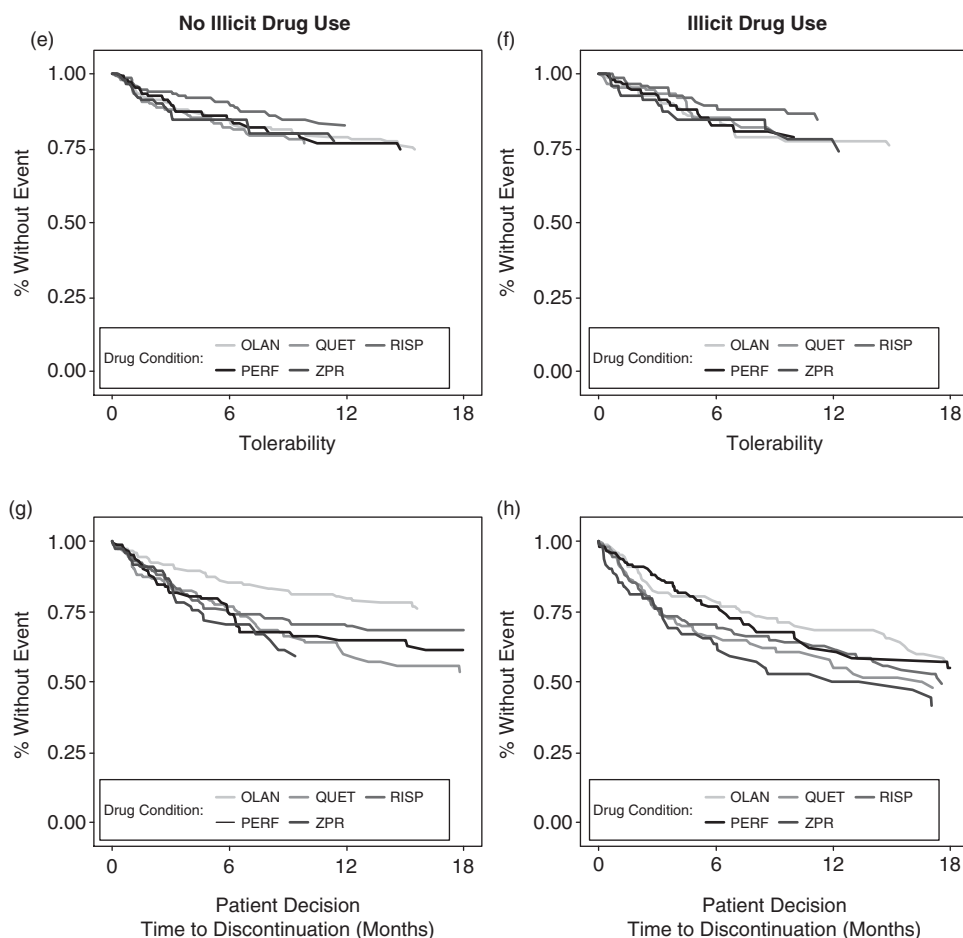 No Illicit Drug Use
(e)
% Without Event
1.00
0.75
0.50
0.25
0.00
Drug Condition:
OLAN QUET RISP
PERF ZPR
0 6 12 18
Tolerability
Illicit Drug Use
(f)
% Without Event
1.00
0.75
0.50
0.25
0.00
Drug Condition:
OLAN QUET RISP
PERF ZPR
0 6 12 18
Tolerability
(g)
% Without Event
1.00
0.75
0.50
0.25
0.00
Drug Condition:
OLAN QUET RISP
PERF ZPR
0 6 12 18
Patient Decision
Time to Discontinuation (Months)
(h)
% Without Event
1.00
0.75
0.50
0.25
0.00
Drug Condition:
OLAN QUET RISP
PERF ZPR
0 6 12 18
Patient Decision
Time to Discontinuation (Months)